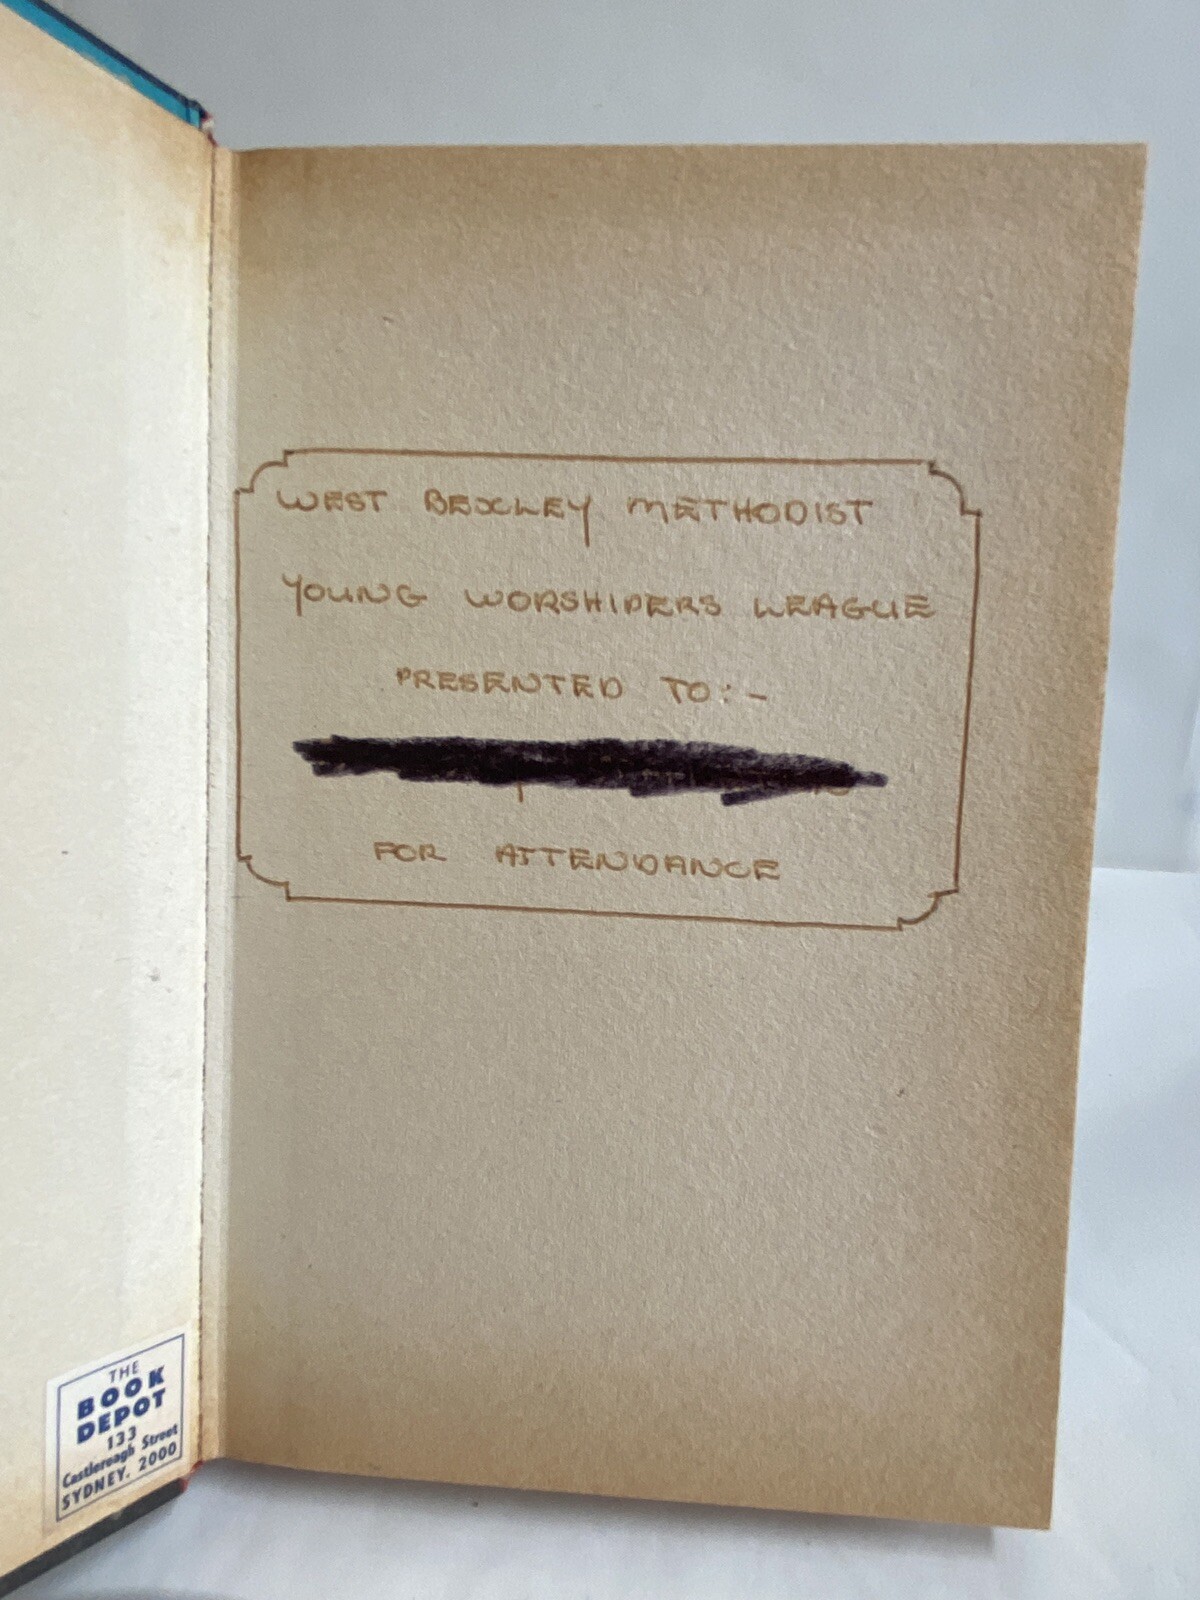 WEST BEXLEY METHODIST
YOUNG WORSHIPERS LEAGUE
PRESENTED TO:-
FOR ATTENDANCE
THE
BOOK
DEPOT
133
Castlereagh Street
SYDNEY. 2000